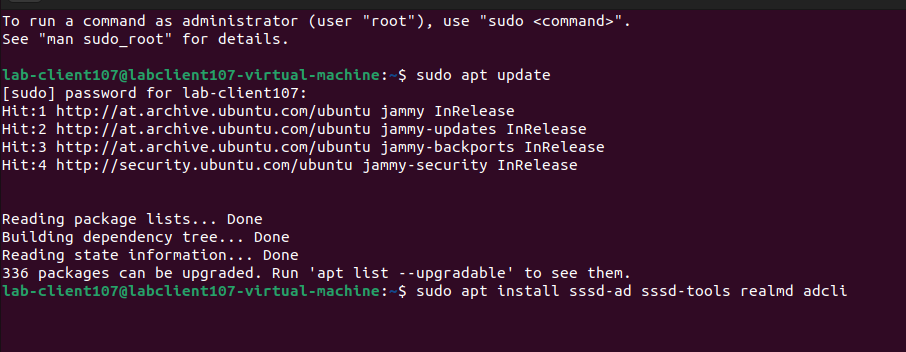 To run a command as administrator (user "root"), use "sudo <command>".
See "man sudo_root" for details.
lab-client107@labclient107-virtual-machine:~$ sudo apt update
[sudo] password for lab-client107:
Hit:1 http://at.archive.ubuntu.com/ubuntu jammy InRelease
Hit:2 http://at.archive.ubuntu.com/ubuntu jammy-updates InRelease
Hit:3 http://at.archive.ubuntu.com/ubuntu jammy-backports InRelease
Hit:4 http://security.ubuntu.com/ubuntu jammy-security InRelease
Reading package lists... Done
Building dependency tree... Done
Reading state information... Done
336 packages can be upgraded. Run 'apt list --upgradable' to see them.
lab-client107@labclient107-virtual-machine:~$ sudo apt install sssd-ad sssd-tools realmd adcli